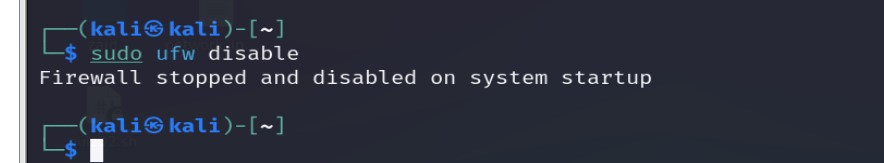 ┌──(kali㉿kali)-[~]
└─$ sudo ufw disable
Firewall stopped and disabled on system startup
┌──(kali㉿kali)-[~]
└─$